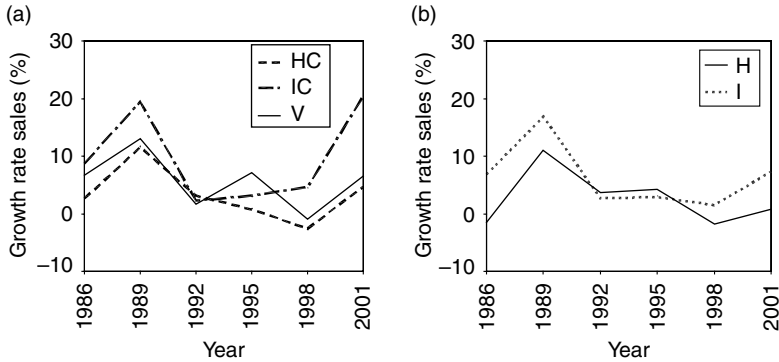 (a)
Growth rate sales (%)
30
20
10
0
–10
HC
IC
V
1986
1989
1992
1995
1998
2001
Year
(b)
Growth rate sales (%)
30
20
10
0
–10
H
I
1986
1989
1992
1995
1998
2001
Year